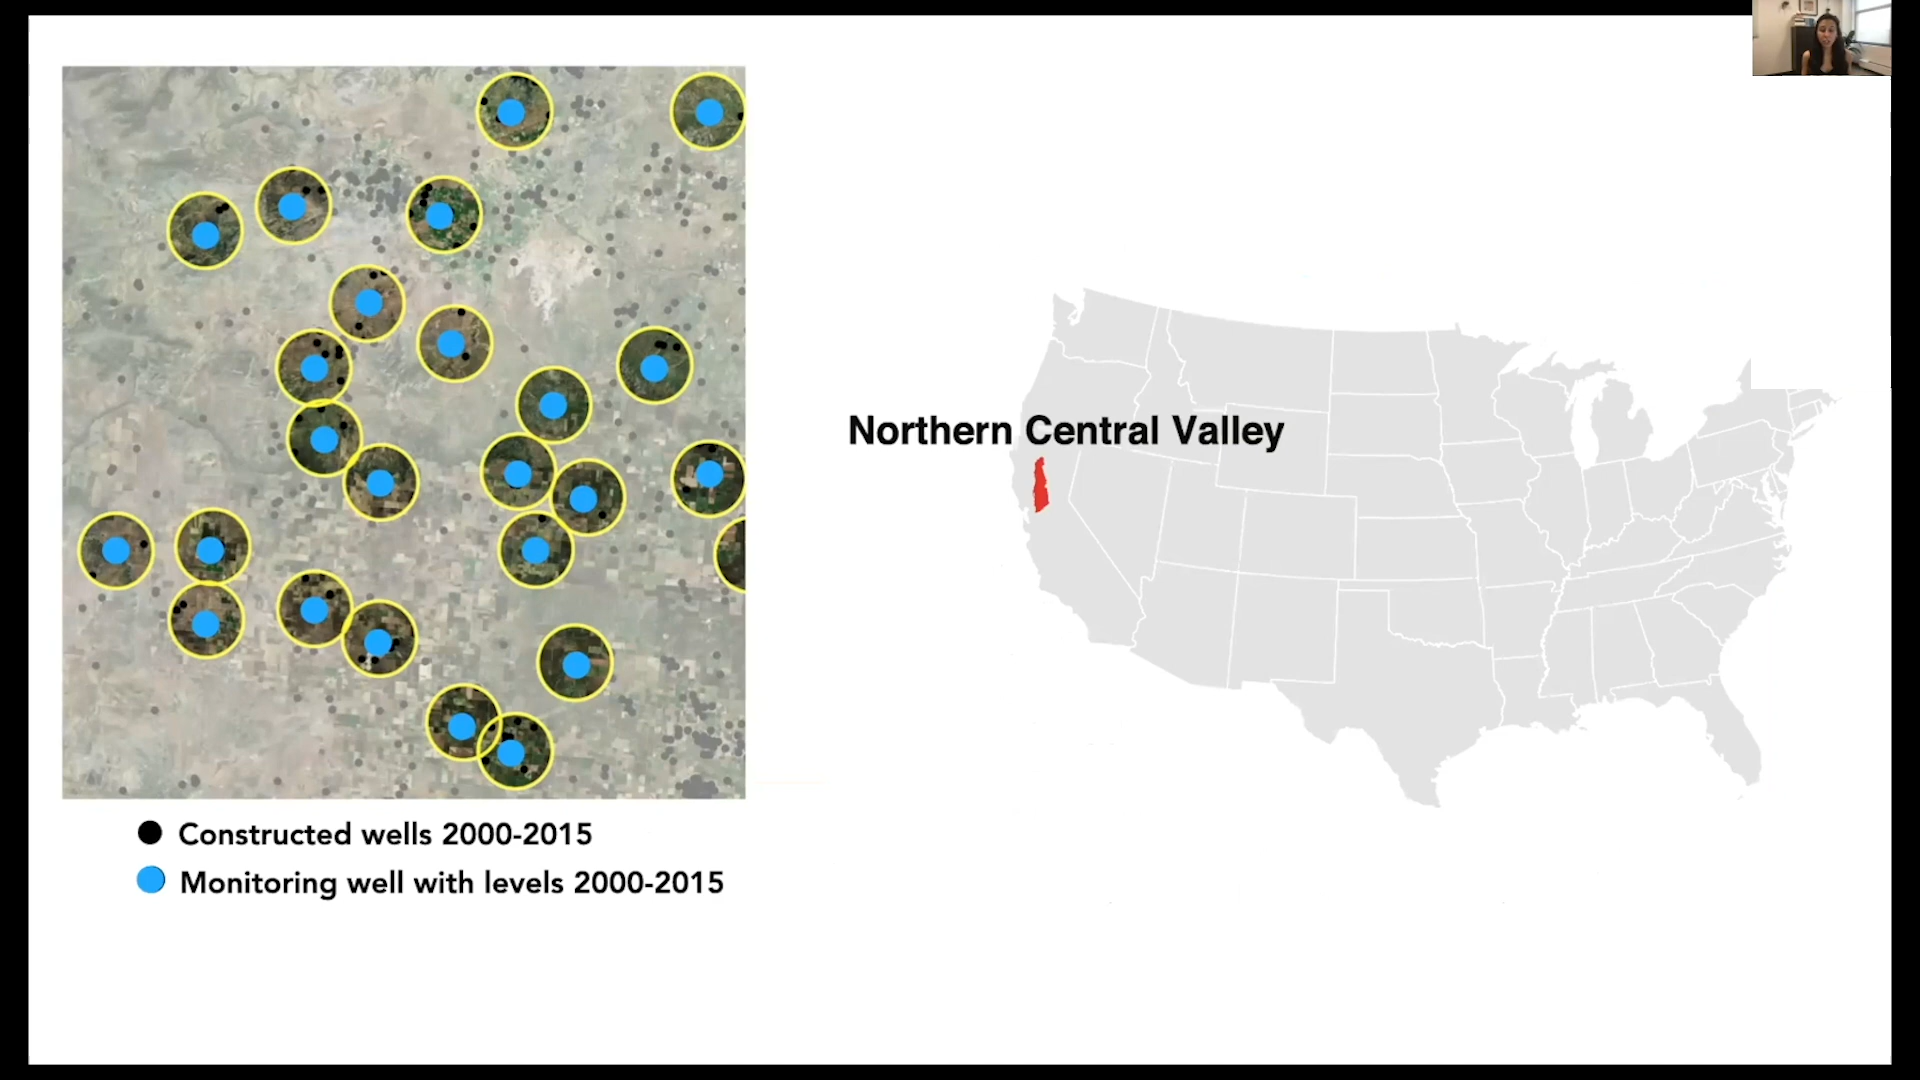 Northern Central Valley
Constructed wells 2000-2015
Monitoring well with levels 2000-2015